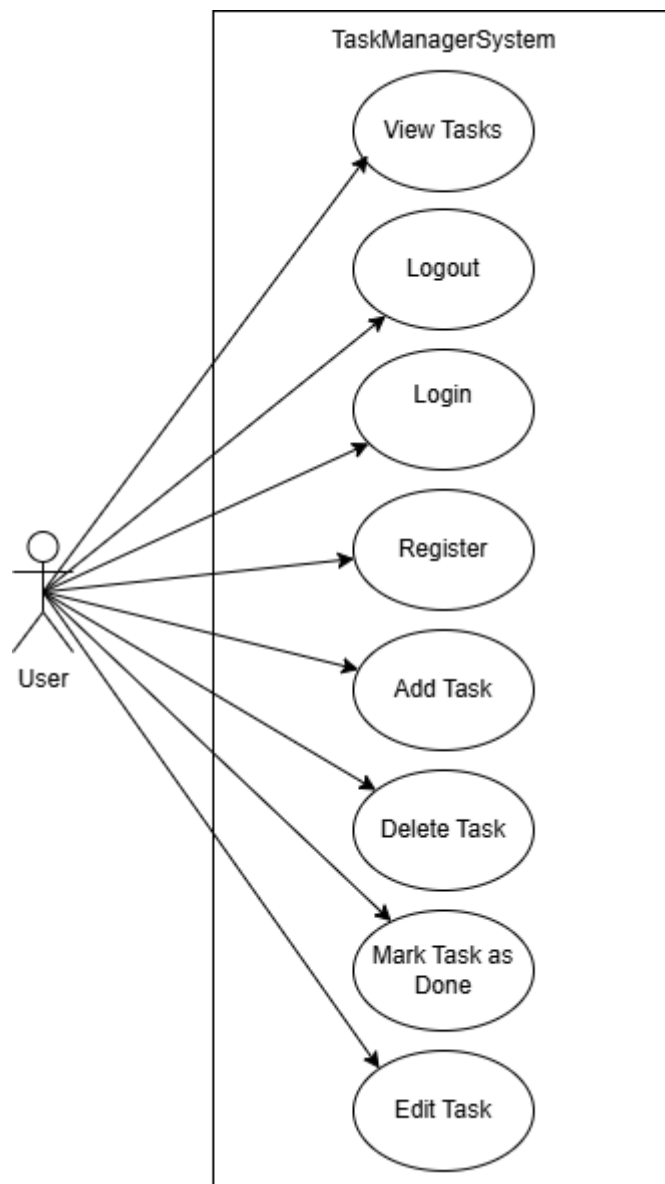 TaskManagerSystem
View Tasks
Logout
Login
Register
User
Add Task
Delete Task
Mark Task as
Done
Edit Task